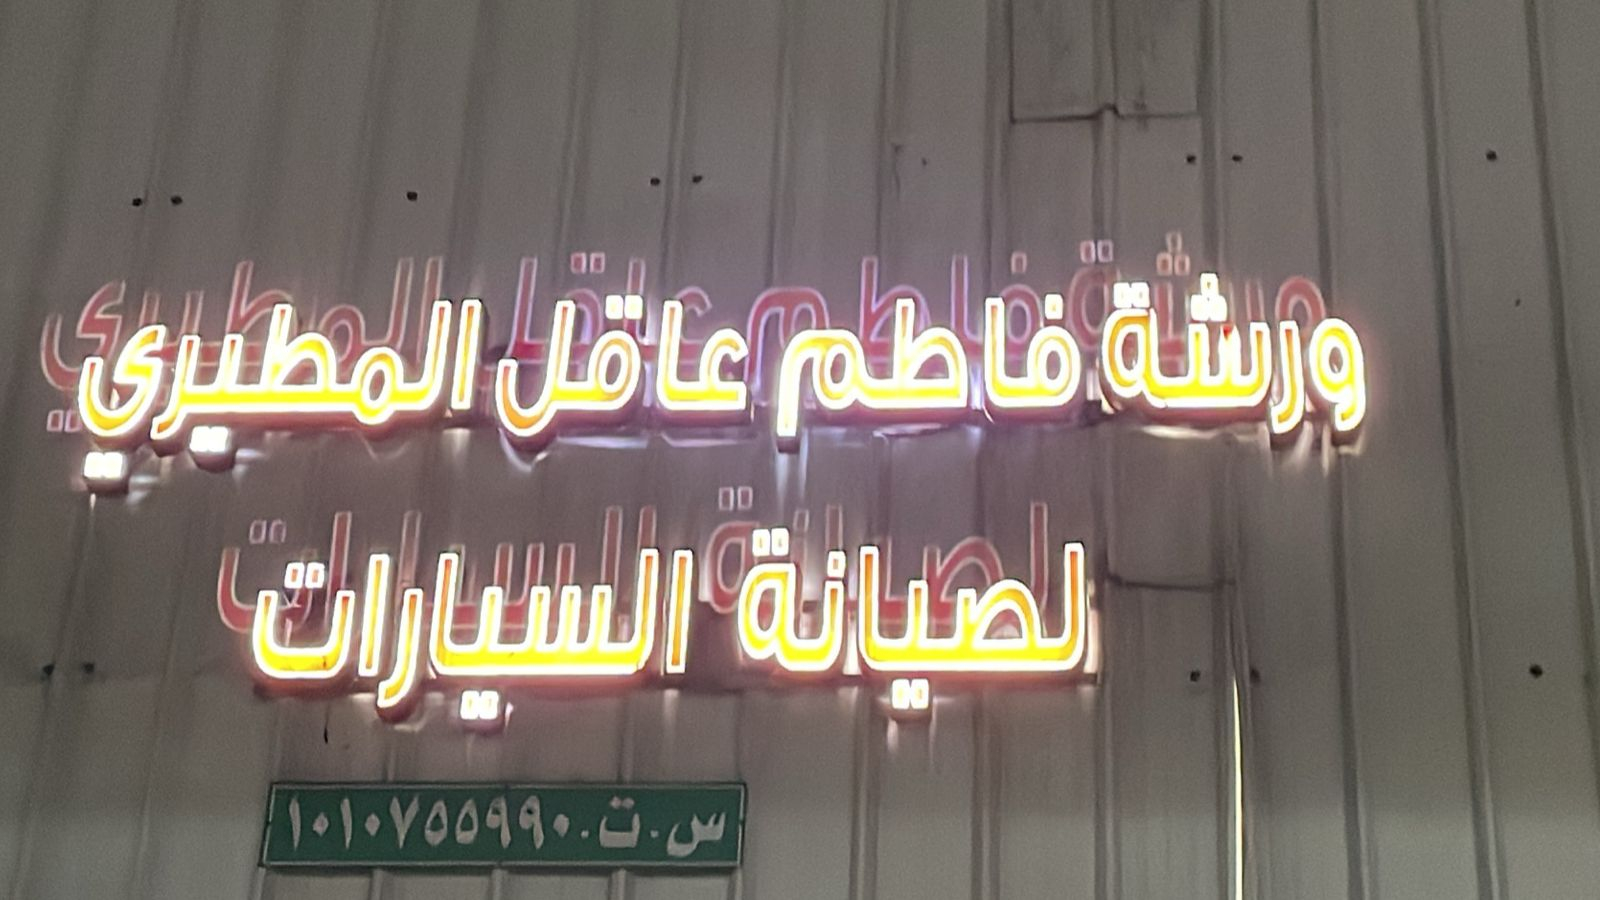 ورشة فاطم عاقل المطيري
لصيانة السيارات
س.ت.١٠١٠٧٥٥٩٩٠